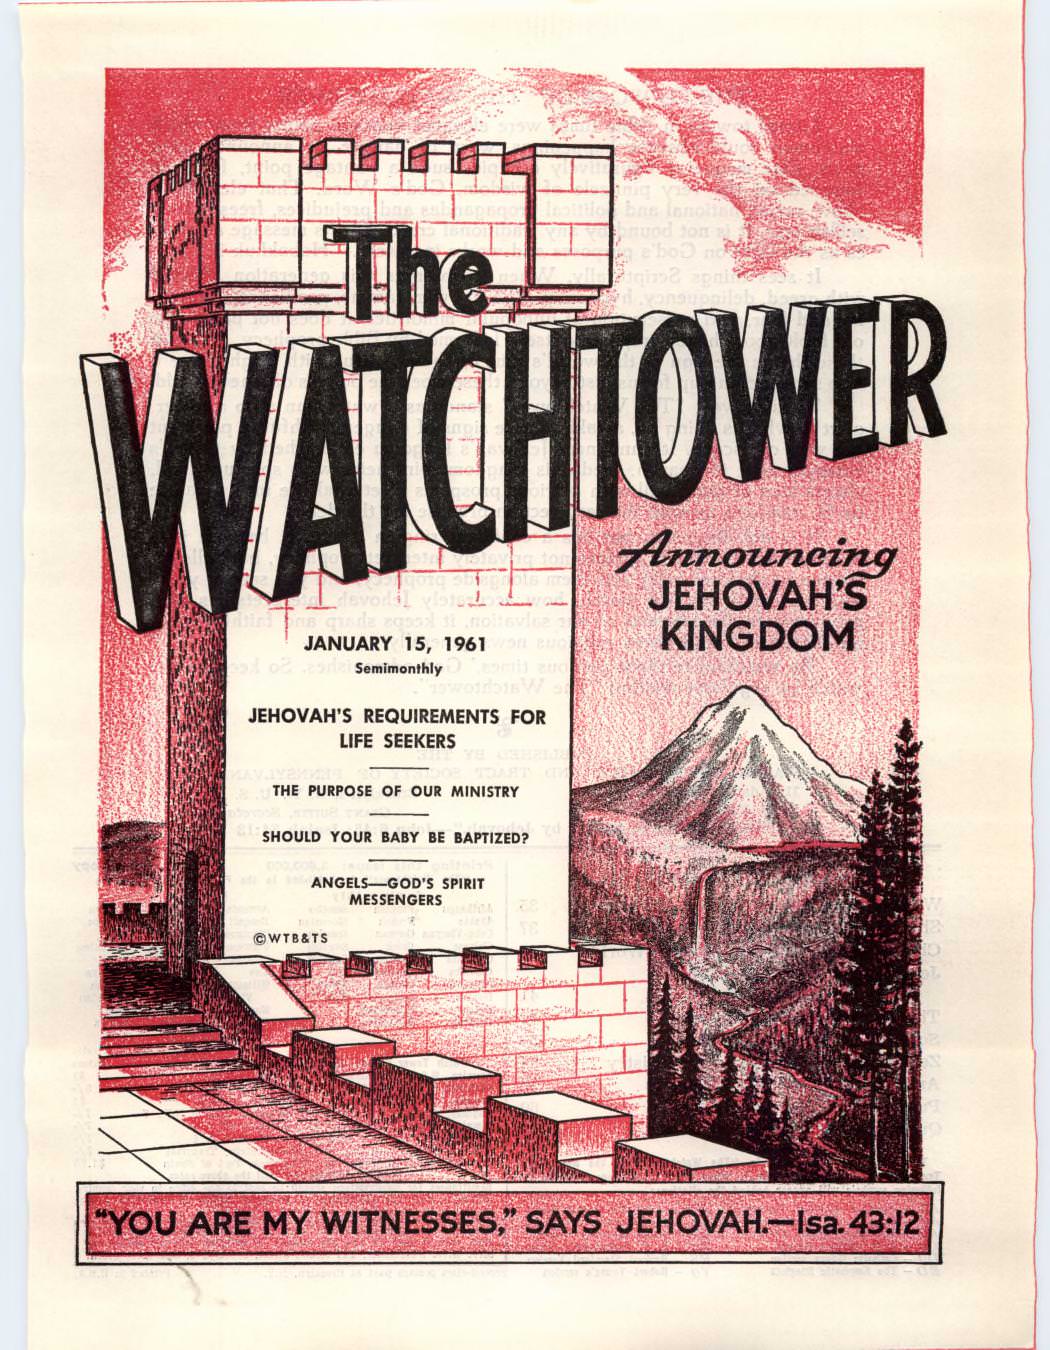 The
WATCHTOWER
Announcing
JEHOVAH'S
KINGDOM
JANUARY 15, 1961
Semimonthly
JEHOVAH'S REQUIREMENTS FOR
LIFE SEEKERS
THE PURPOSE OF OUR MINISTRY
SHOULD YOUR BABY BE BAPTIZED?
ANGELS—GOD'S SPIRIT
MESSENGERS
©WTB&TS
"YOU ARE MY WITNESSES," SAYS JEHOVAH.—Isa. 43:12